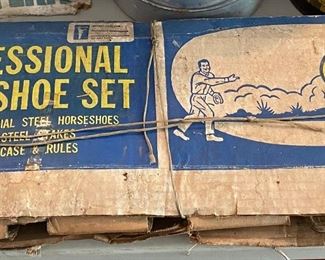 ESSIONAL
SHOE SET
IAL STEEL HORSESHOES
STEEL STAKES
CASE & RULES